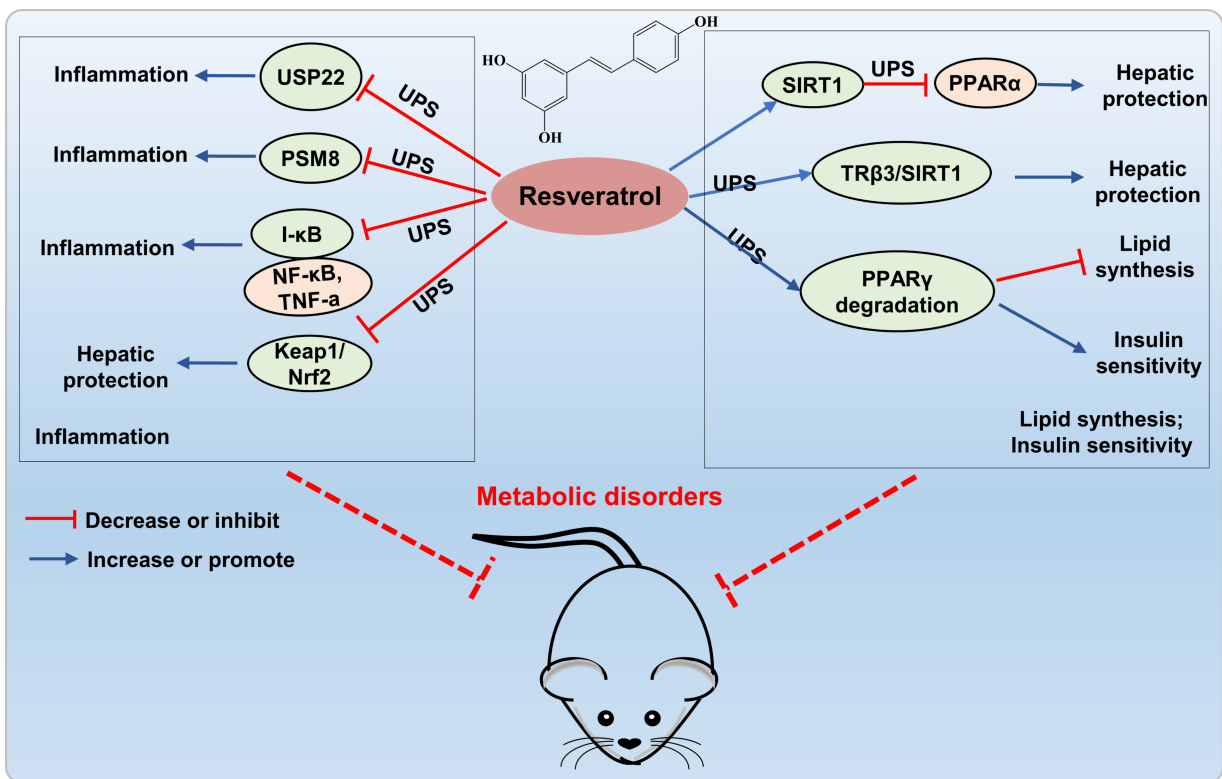 OH
HO
OH
Inflammation
USP22
UPS
Inflammation
PSM8
UPS
Inflammation
I-κB
NF-κB,
TNF-a
UPS
Hepatic
protection
Keap1/
Nrf2
UPS
Inflammation
Resveratrol
SIRT1
UPS
PPARα
Hepatic
protection
UPS
TRβ3/SIRT1
Hepatic
protection
UPS
PPARγ
degradation
Lipid
synthesis
Insulin
sensitivity
Lipid synthesis;
Insulin sensitivity
Metabolic disorders
Decrease or inhibit
Increase or promote